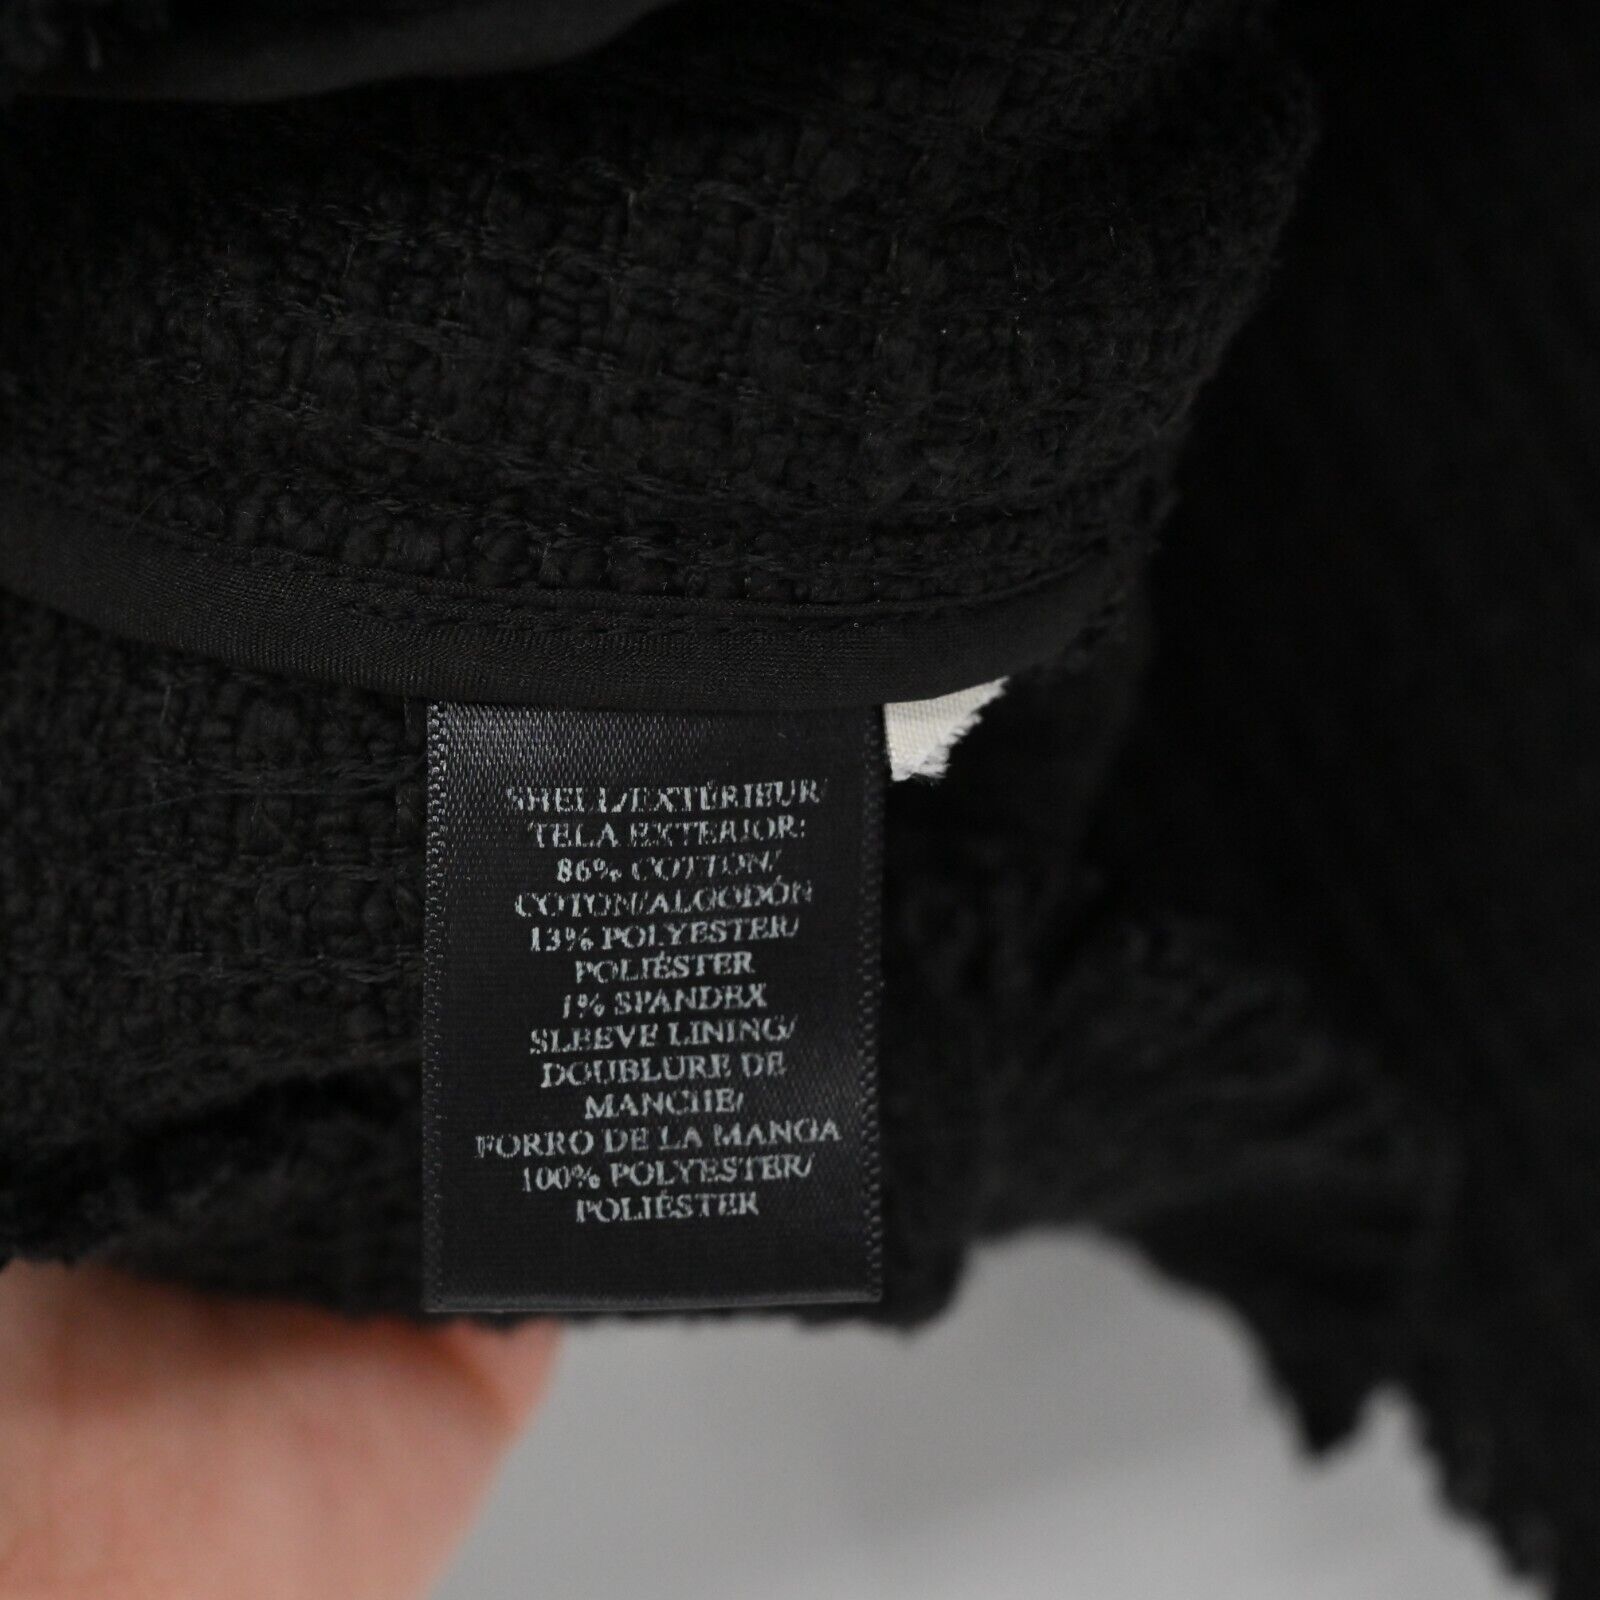 SHELL/EXTÉRIEUR/
TELA EXTERIOR:
86% COTTON/
COTON/ALGODÓN
13% POLYESTER/
POLIÉSTER
1% SPANDEX
SLEEVE LINING/
DOUBLURE DE
MANCHE/
FORRO DE LA MANGA
100% POLYESTER/
POLIÉSTER